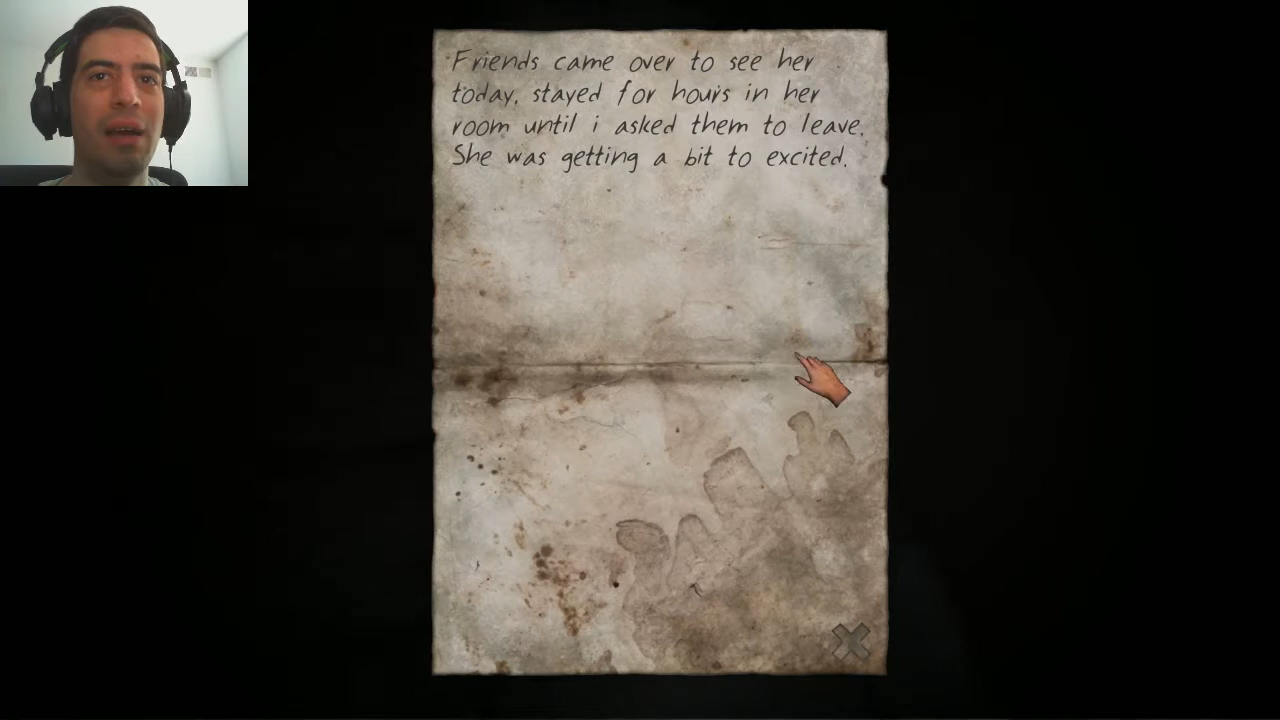 Friends came over to see her
today, stayed for hours in her
room until i asked them to leave.
She was getting a bit to excited.